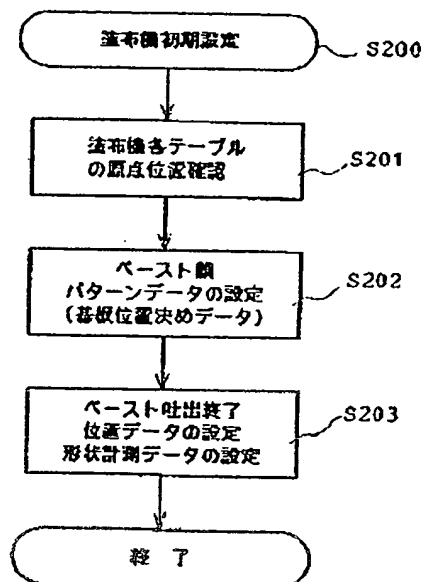 塗布機初期設定
S200
塗布機各テーブル
の原点位置確認
S201
ペースト膜
パターンデータの設定
(基板位置決めデータ)
S202
ペースト吐出終了
位置データの設定
形状計測データの設定
S203
終 了